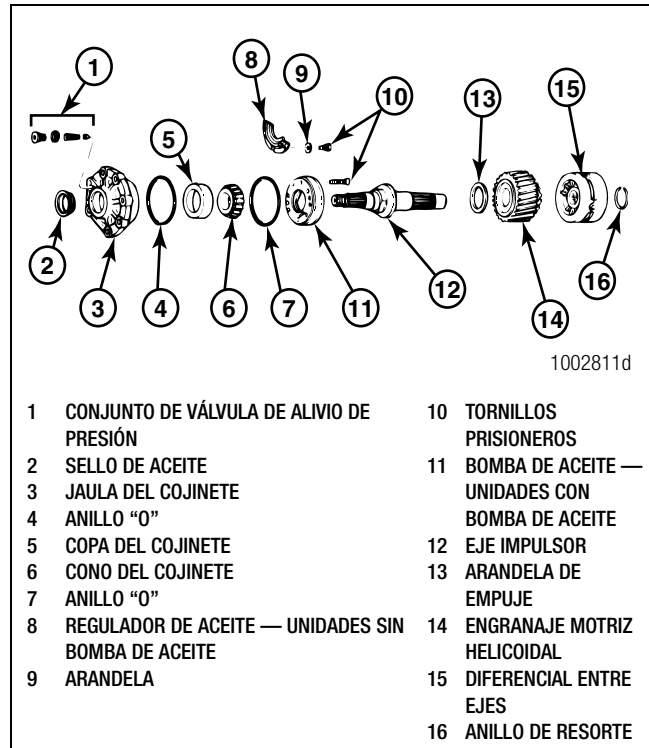 1
8
9
10
13
15
5
2
3
4
6
7
11
12
14
16
1002811d
1 CONJUNTO DE VÁLVULA DE ALIVIO DE
PRESIÓN
2 SELLO DE ACEITE
3 JAULA DEL COJINETE
4 ANILLO “O”
5 COPA DEL COJINETE
6 CONO DEL COJINETE
7 ANILLO “O”
8 REGULADOR DE ACEITE — UNIDADES SIN
BOMBA DE ACEITE
9 ARANDELA
10 TORNILLOS
PRISIONEROS
11 BOMBA DE ACEITE —
UNIDADES CON
BOMBA DE ACEITE
12 EJE IMPULSOR
13 ARANDELA DE
EMPUJE
14 ENGRANAJE MOTRIZ
HELICOIDAL
15 DIFERENCIAL ENTRE
EJES
16 ANILLO DE RESORTE